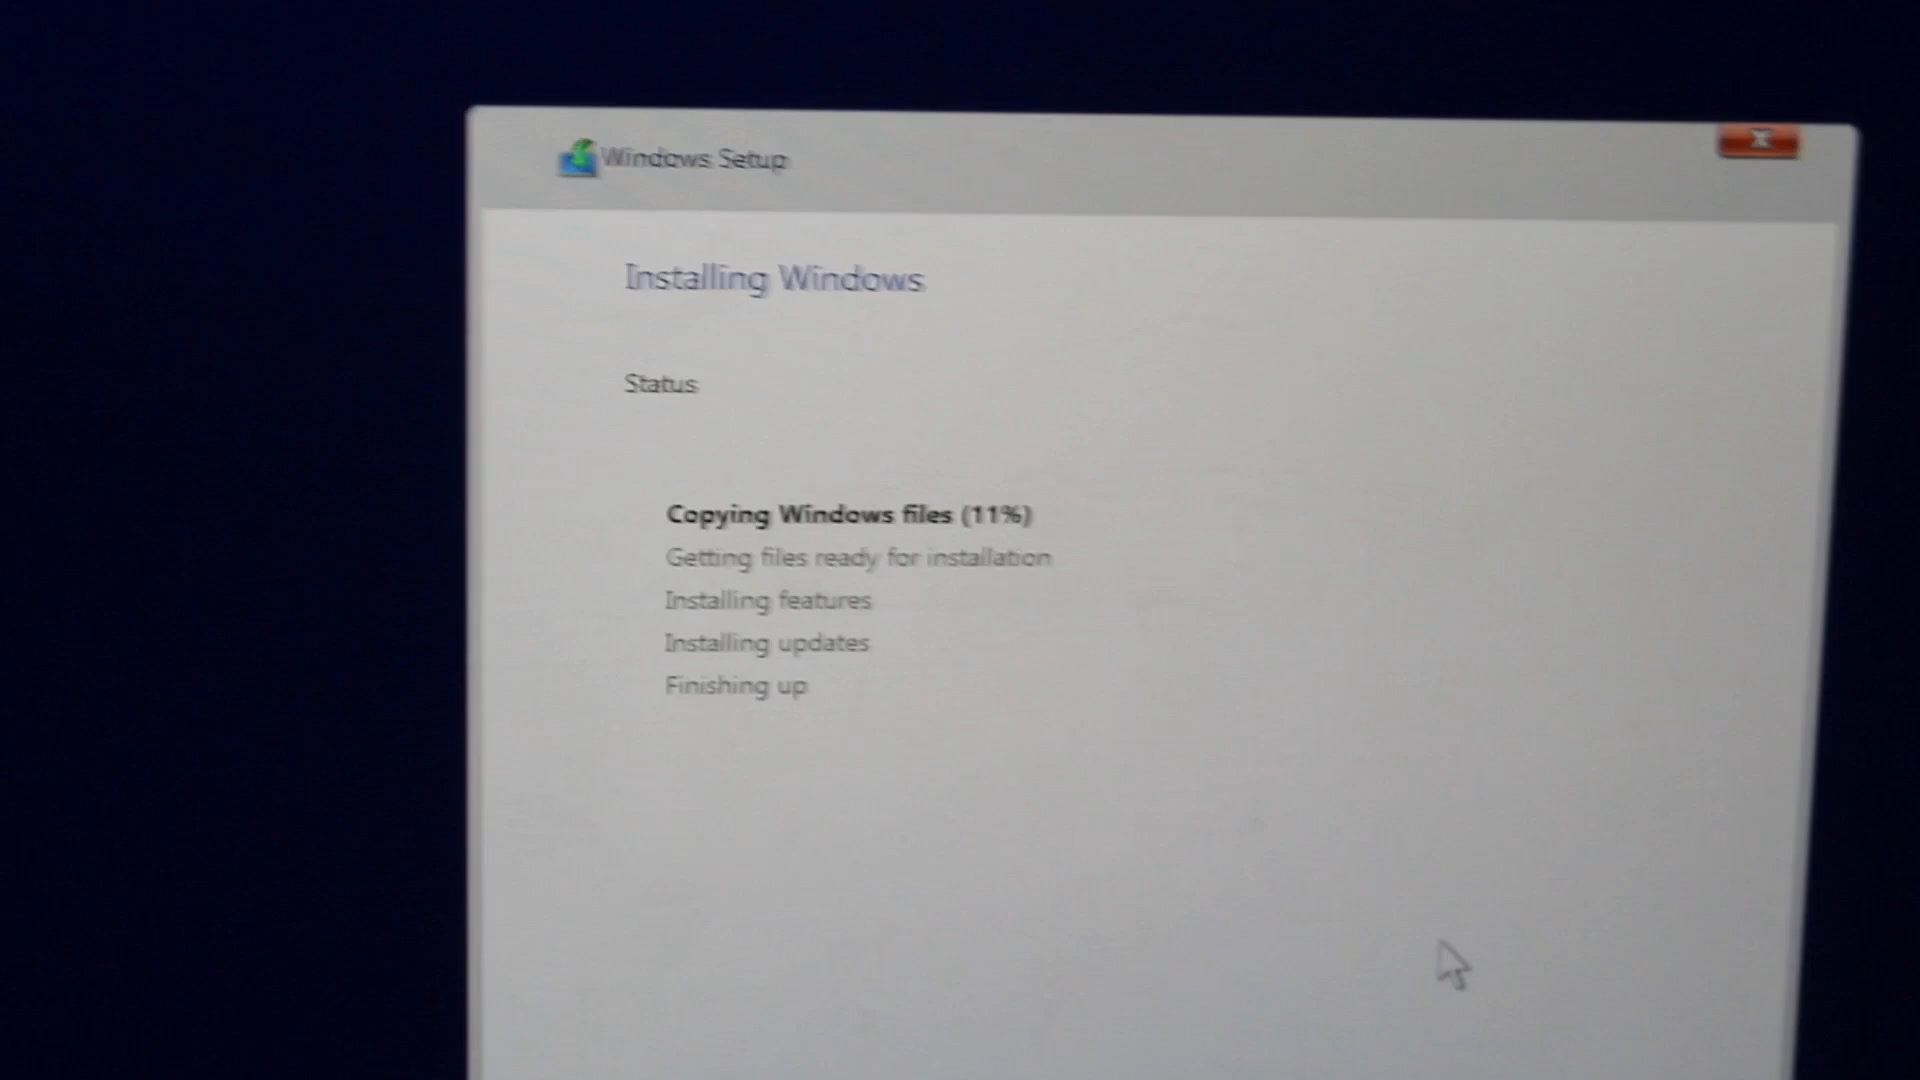 Windows Setup
Installing Windows
Status
Copying Windows files (11%)
Getting files ready for installation
Installing features
Installing updates
Finishing up